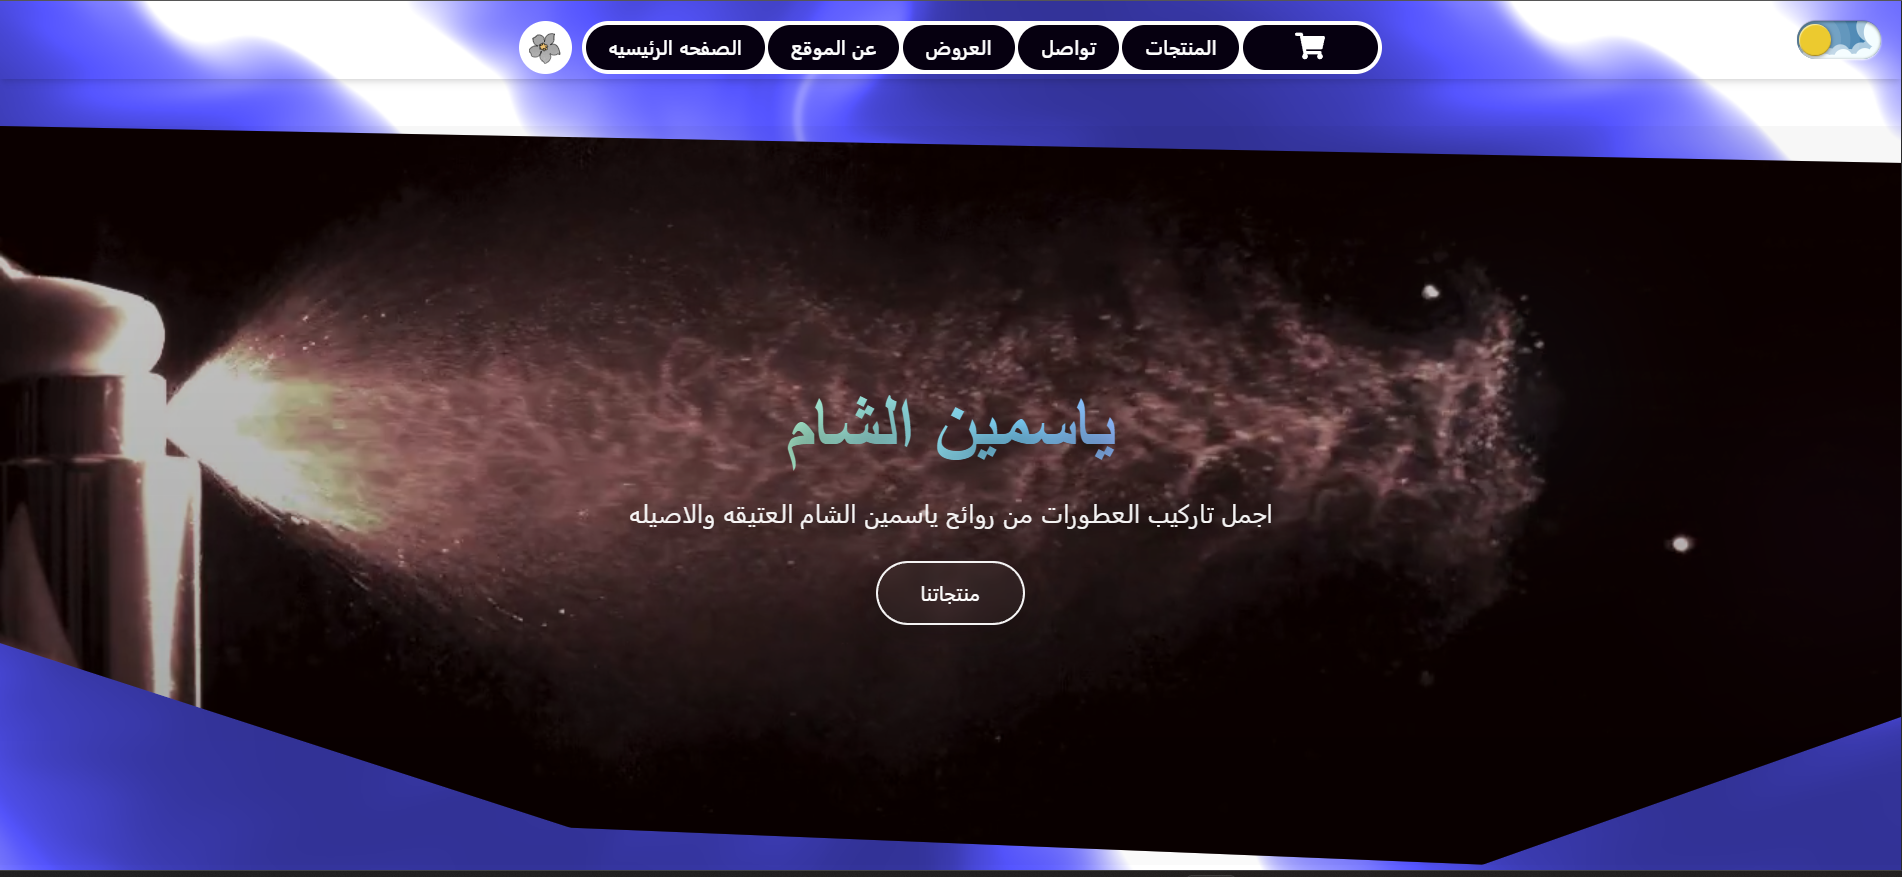 الصفحه الرئيسيه
عن الموقع
العروض
تواصل
المنتجات
ياسمين الشام
اجمل تاركيب العطورات من روائح ياسمين الشام العتيقه والاصيله
منتجاتنا